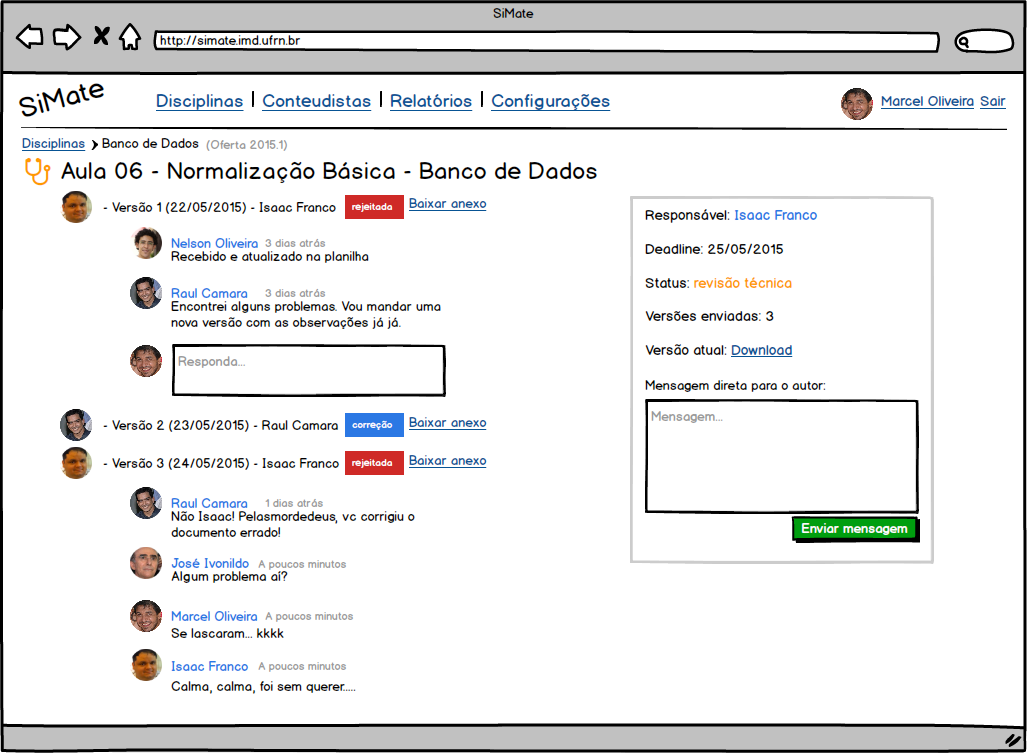 SiMate
http://simate.imd.ufrn.br
SiMate
Disciplinas | Conteudistas | Relatórios | Configurações
Marcel Oliveira Sair
Disciplinas > Banco de Dados (Oferta 2015.1)
Aula 06 - Normalização Básica - Banco de Dados
- Versão 1 (22/05/2015) - Isaac Franco rejeitada Baixar anexo
Nelson Oliveira 3 dias atrás
Recebido e atualizado na planilha
Raul Camara 3 dias atrás
Encontrei alguns problemas. Vou mandar uma
nova versão com as observações já já.
Responda...
- Versão 2 (23/05/2015) - Raul Camara correção Baixar anexo
- Versão 3 (24/05/2015) - Isaac Franco rejeitada Baixar anexo
Raul Camara 1 dias atrás
Não Isaac! Pelasmordedeus, vc corrigiu o
documento errado!
José Ivonildo A poucos minutos
Algum problema aí?
Marcel Oliveira A poucos minutos
Se lascaram... kkkk
Isaac Franco A poucos minutos
Calma, calma, foi sem querer.....
Responsável: Isaac Franco
Deadline: 25/05/2015
Status: revisão técnica
Versões enviadas: 3
Versão atual: Download
Mensagem direta para o autor:
Mensagem...
Enviar mensagem